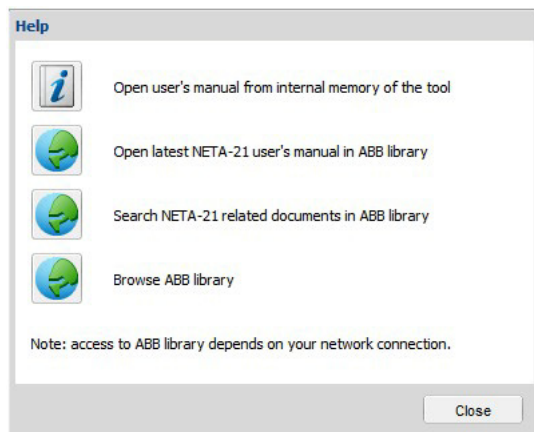 Help
Open user's manual from internal memory of the tool
Open latest NETA-21 user's manual in ABB library
Search NETA-21 related documents in ABB library
Browse ABB library
Note: access to ABB library depends on your network connection.
Close